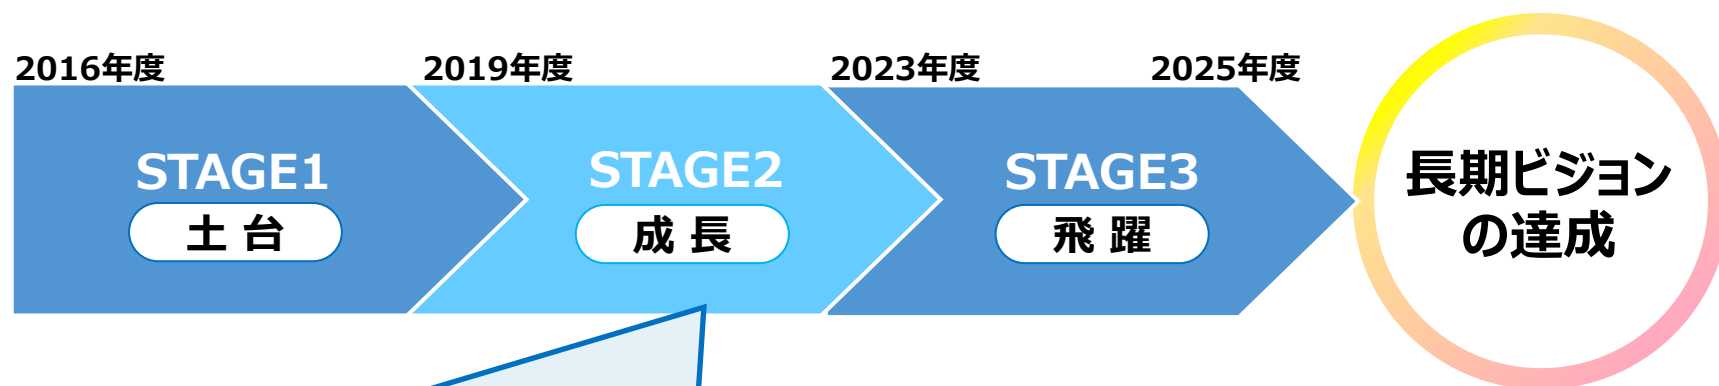 2016年度
2019年度
2023年度
2025年度
STAGE1
土 台
STAGE2
成 長
STAGE3
飛 躍
長期ビジョン
の達成